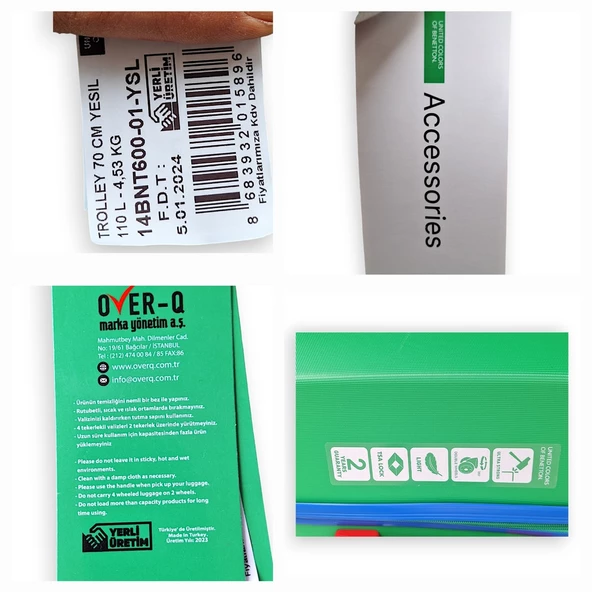 TROLLEY 70 CM YESIL
110 L - 4,53 KG
14BNT600-01-YSL
F.D.T :
5.01.2024
YERLİ
ÜRETİM
8 683932 015896
Fiyatlarımıza Kdv Dahildir
UNITED COLORS
OF BENETTON.
Accessories
OVER-Q
marka yönetim a.ş.
Mahmutbey Mah. Dilmenler Cad.
No: 19/61 Bağcılar / İSTANBUL
Tel : (212) 474 00 84 / 85 FAX:86
www.overq.com.tr
info@overq.com.tr
- Ürünün temizliğini nemli bir bez ile yapınız.
- Rutubetli, sıcak ve ıslak ortamlarda bırakmayınız.
- Valizinizi kaldırırken tutma sapını kullanınız.
- 4 tekerlekli valizleri 2 tekerlek üzerinde yürütmeyiniz.
- Uzun süre kullanım için kapasitesinden fazla ürün
yüklemeyiniz
- Please do not leave it in sticky, hot and wet
environments.
- Clean with a damp cloth as necessary.
- Please use the handle when pick up your luggage.
- Do not carry 4 wheeled luggage on 2 wheels.
- Do not load more than capacity products for long
time using.
YERLİ
ÜRETİM
Türkiye' de Üretilmiştir.
Made In Turkey.
Üretim Yılı: 2023
UNITED COLORS
OF BENETTON.
ULTRA STRONG
LIGHT
TSA LOCK
2
YEARS
GUARANTY